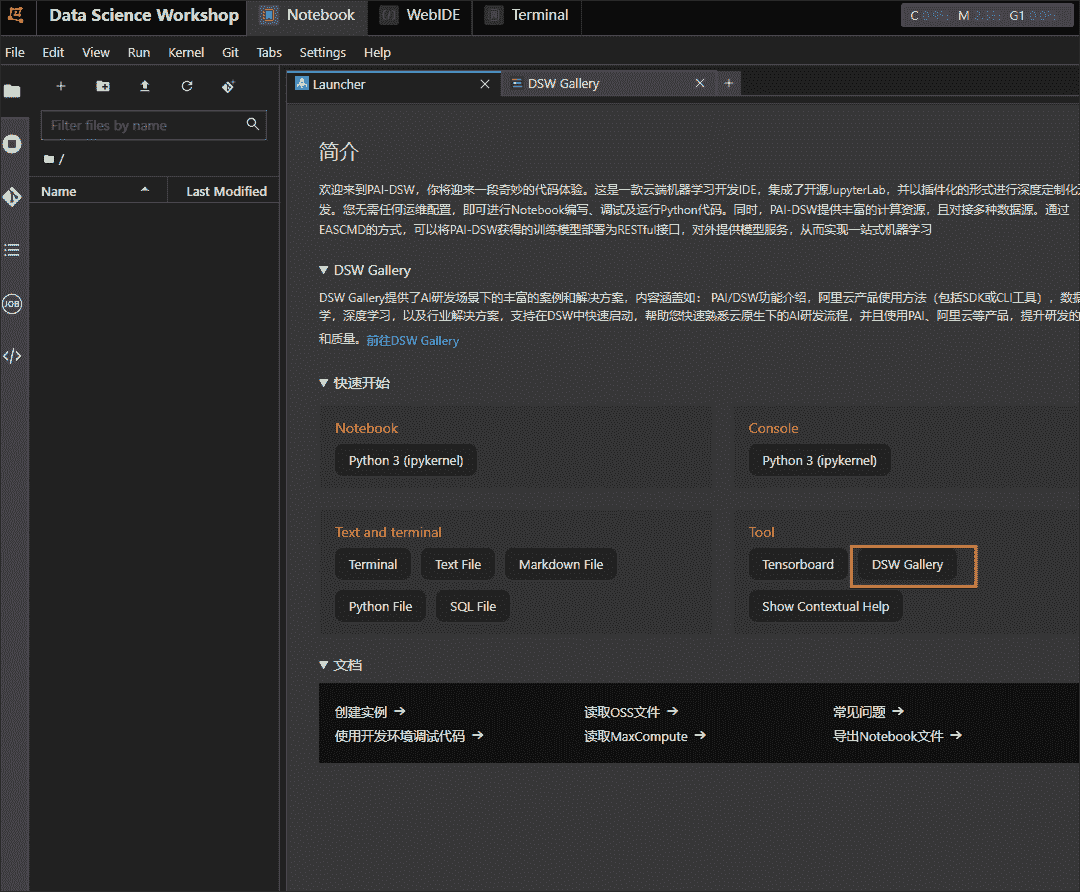 Data Science Workshop
Notebook
WebIDE
Terminal
C 0.9% M 2.3% G1 0.0%
File Edit View Run Kernel Git Tabs Settings Help
Launcher
DSW Gallery
Filter files by name
/
Name
Last Modified
JOB
简介
欢迎来到PAI-DSW，你将迎来一段奇妙的代码体验。这是一款云端机器学习开发IDE，集成了开源JupyterLab，并以插件化的形式进行深度定制化开
发。您无需任何运维配置，即可进行Notebook编写、调试及运行Python代码。同时，PAI-DSW提供丰富的计算资源，且对接多种数据源。通过
EASCMD的方式，可以将PAI-DSW获得的训练模型部署为RESTful接口，对外提供模型服务，从而实现一站式机器学习
DSW Gallery
DSW Gallery提供了AI研发场景下的丰富的案例和解决方案，内容涵盖如： PAI/DSW功能介绍，阿里云产品使用方法（包括SDK或CLI工具），数据
学，深度学习，以及行业解决方案，支持在DSW中快速启动，帮助您快速熟悉云原生下的AI研发流程，并且使用PAI、阿里云等产品，提升研发的
和质量。前往DSW Gallery
快速开始
Notebook
Python 3 (ipykernel)
Console
Python 3 (ipykernel)
Text and terminal
Terminal
Text File
Markdown File
Python File
SQL File
Tool
Tensorboard
DSW Gallery
Show Contextual Help
文档
创建实例 →
读取OSS文件 →
常见问题 →
使用开发环境调试代码 →
读取MaxCompute →
导出Notebook文件 →